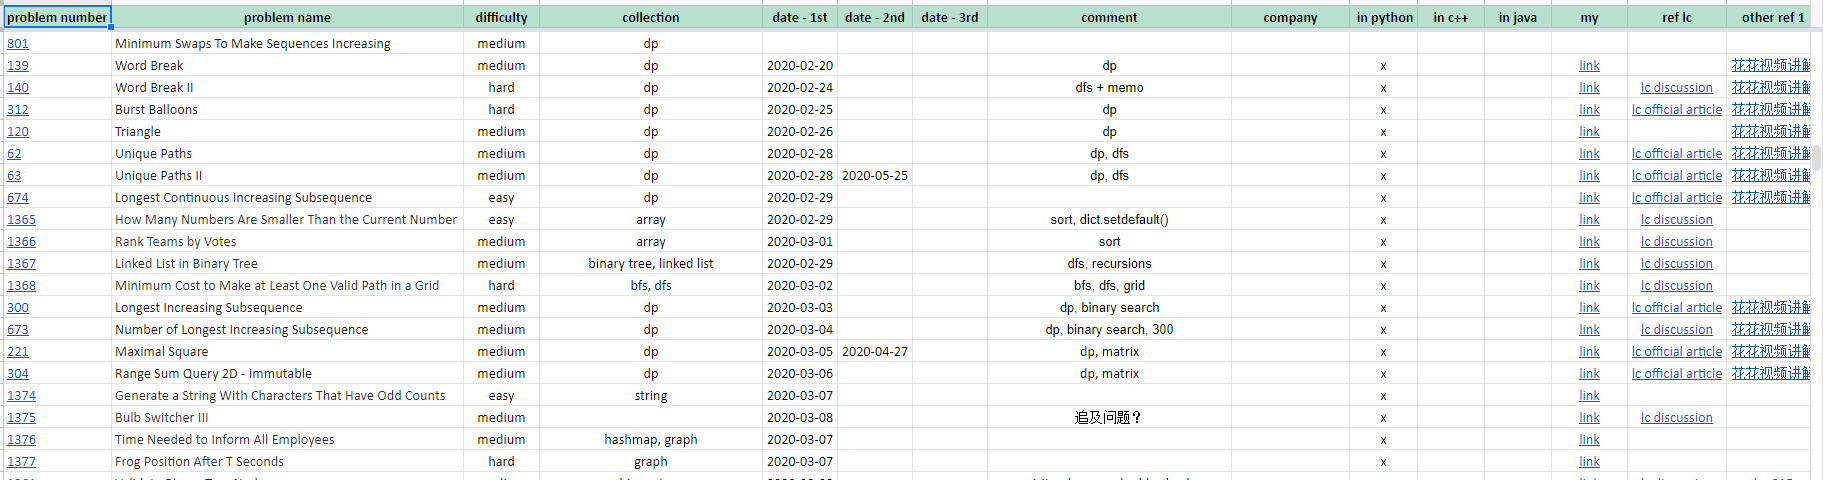 problem number problem name difficulty collection date - 1st date - 2nd date - 3rd comment company in python in c++ in java my ref lc other ref 1
801 Minimum Swaps To Make Sequences Increasing medium dp
139 Word Break medium dp 2020-02-20 dp x link 花花视频讲解
140 Word Break II hard dp 2020-02-24 dfs + memo x link lc discussion 花花视频讲解
312 Burst Balloons hard dp 2020-02-25 dp x link lc official article 花花视频讲解
120 Triangle medium dp 2020-02-26 dp x link 花花视频讲解
62 Unique Paths medium dp 2020-02-28 dp, dfs x link lc official article 花花视频讲解
63 Unique Paths II medium dp 2020-02-28 2020-05-25 dp, dfs x link lc official article 花花视频讲解
674 Longest Continuous Increasing Subsequence easy dp 2020-02-29 x link lc official article 花花视频讲解
1365 How Many Numbers Are Smaller Than the Current Number easy array 2020-02-29 sort, dict.setdefault() x link lc discussion
1366 Rank Teams by Votes medium array 2020-03-01 sort x link lc discussion
1367 Linked List in Binary Tree medium binary tree, linked list 2020-02-29 dfs, recursions x link lc discussion
1368 Minimum Cost to Make at Least One Valid Path in a Grid hard bfs, dfs 2020-03-02 bfs, dfs, grid x link lc discussion
300 Longest Increasing Subsequence medium dp 2020-03-03 dp, binary search x link lc official article 花花视频讲解
673 Number of Longest Increasing Subsequence medium dp 2020-03-04 dp, binary search, 300 x link lc discussion 花花视频讲解
221 Maximal Square medium dp 2020-03-05 2020-04-27 dp, matrix x link lc official article 花花视频讲解
304 Range Sum Query 2D - Immutable medium dp 2020-03-06 dp, matrix x link lc official article 花花视频讲解
1374 Generate a String With Characters That Have Odd Counts easy string 2020-03-07 x link
1375 Bulb Switcher III medium 2020-03-08 追及问题？ x link lc discussion
1376 Time Needed to Inform All Employees medium hashmap, graph 2020-03-07 x link
1377 Frog Position After T Seconds hard graph 2020-03-07 x link